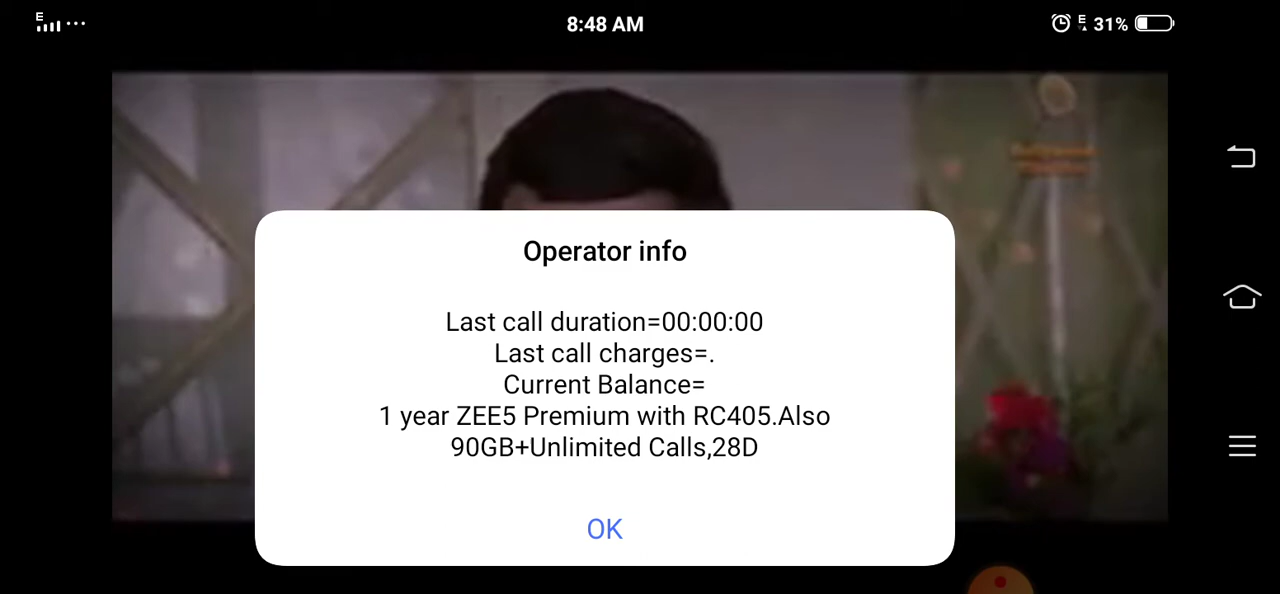 E
8:48 AM
E
31%
Operator info
Last call duration=00:00:00
Last call charges=.
Current Balance=
1 year ZEE5 Premium with RC405.Also
90GB+Unlimited Calls,28D
OK